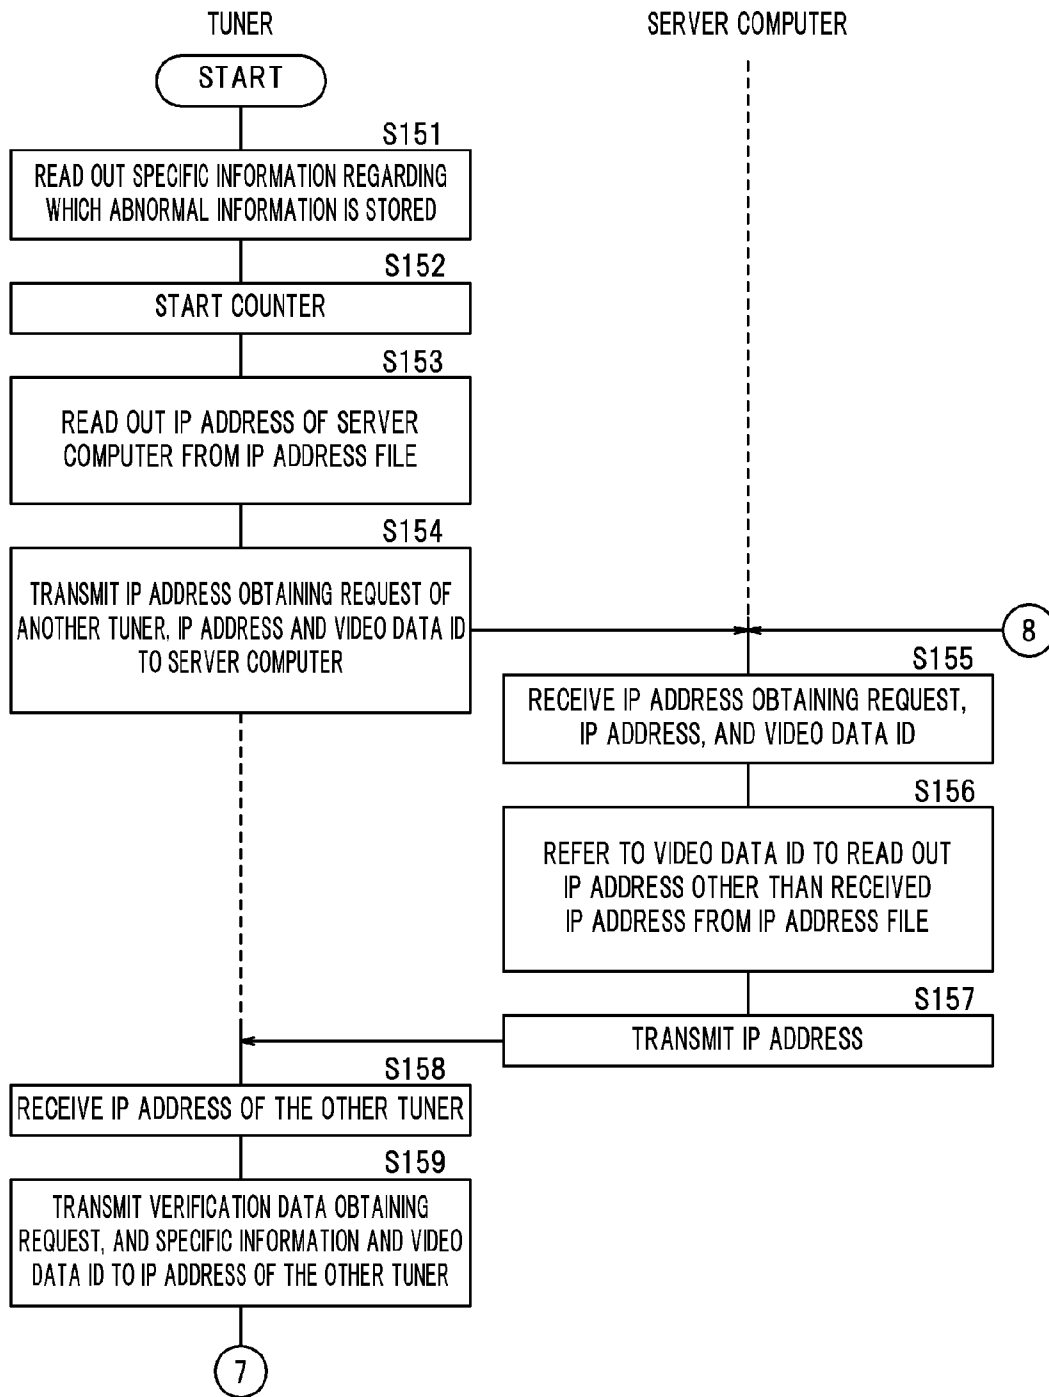 TUNER
SERVER COMPUTER
START
S151
READ OUT SPECIFIC INFORMATION REGARDING
WHICH ABNORMAL INFORMATION IS STORED
S152
START COUNTER
S153
READ OUT IP ADDRESS OF SERVER
COMPUTER FROM IP ADDRESS FILE
S154
TRANSMIT IP ADDRESS OBTAINING REQUEST OF
ANOTHER TUNER, IP ADDRESS AND VIDEO DATA ID
TO SERVER COMPUTER
8
S155
RECEIVE IP ADDRESS OBTAINING REQUEST,
IP ADDRESS, AND VIDEO DATA ID
S156
REFER TO VIDEO DATA ID TO READ OUT
IP ADDRESS OTHER THAN RECEIVED
IP ADDRESS FROM IP ADDRESS FILE
S157
TRANSMIT IP ADDRESS
S158
RECEIVE IP ADDRESS OF THE OTHER TUNER
S159
TRANSMIT VERIFICATION DATA OBTAINING
REQUEST, AND SPECIFIC INFORMATION AND VIDEO
DATA ID TO IP ADDRESS OF THE OTHER TUNER
7